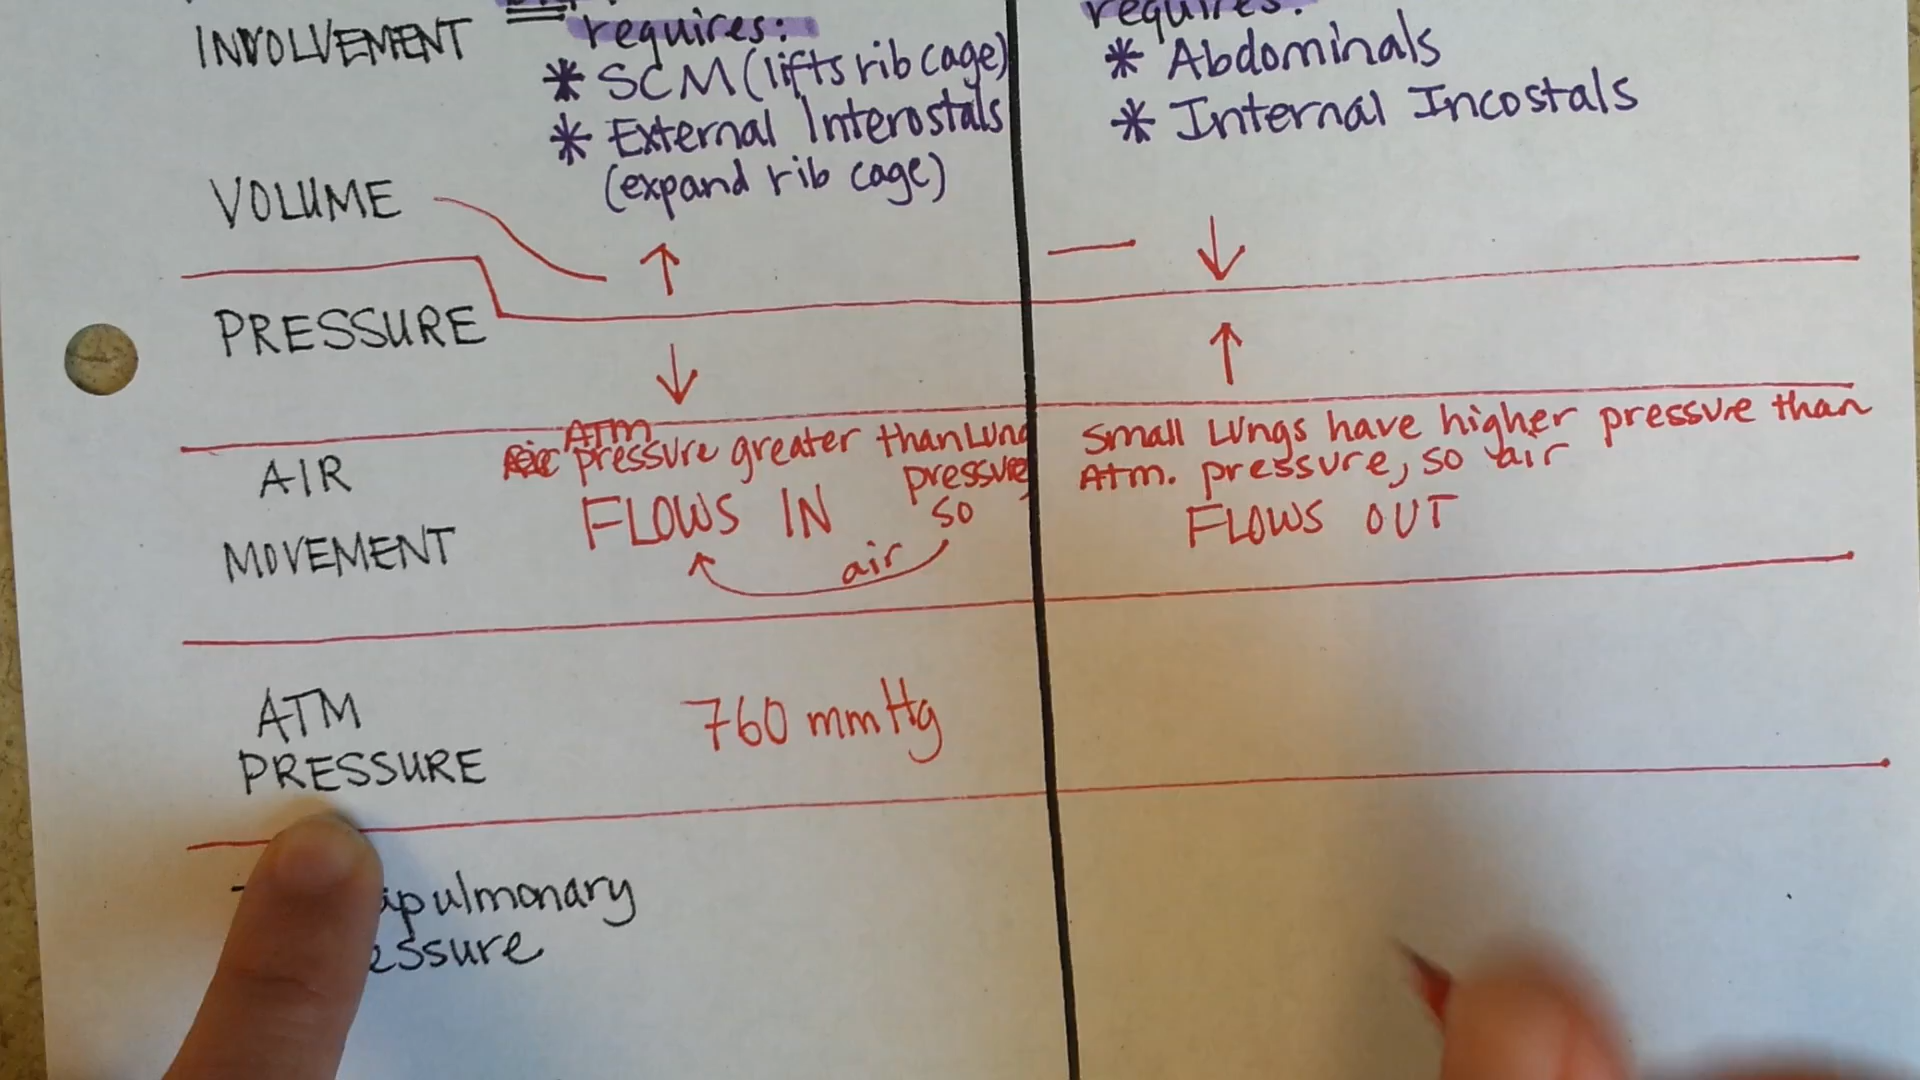 INVOLVEMENT
requires:
* SCM (lifts rib cage)
* External Interostals
(expand rib cage)
requires:
* Abdominals
* Internal Incostals
VOLUME
↑
— ↓
PRESSURE
↓
↑
AIR
MOVEMENT
ATM
pressure greater than Lung
pressure
so
FLOWS IN
air
Small Lungs have higher pressure than
Atm. pressure, so air
FLOWS OUT
ATM
PRESSURE
760 mmHg
pulmonary
essure